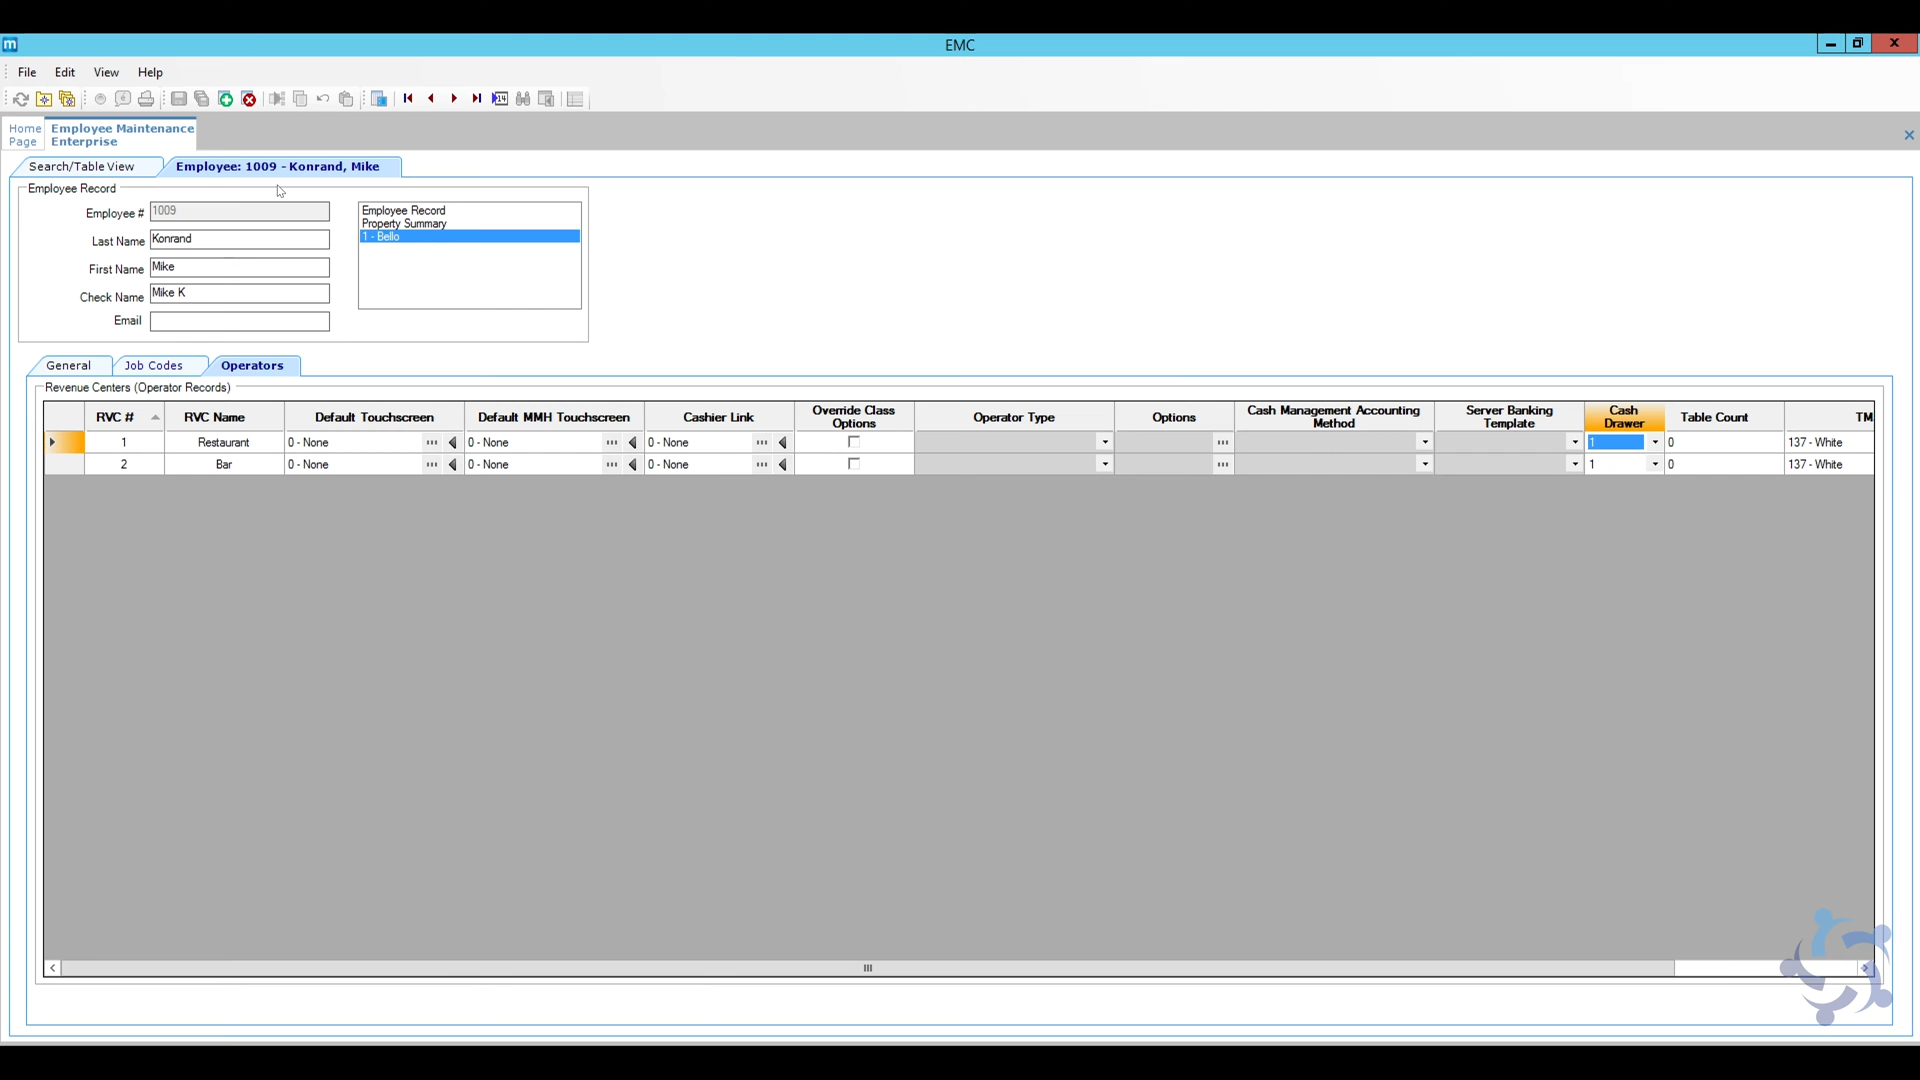 m
EMC
File Edit View Help
Home Page
Employee Maintenance Enterprise
Search/Table View
Employee: 1009 - Konrand, Mike
Employee Record
Employee # 1009
Last Name Konrand
First Name Mike
Check Name Mike K
Email
Employee Record
Property Summary
1 - Bello
General Job Codes Operators
Revenue Centers (Operator Records)
RVC # RVC Name Default Touchscreen Default MMH Touchscreen Cashier Link Override Class Options Operator Type Options Cash Management Accounting Method Server Banking Template Cash Drawer Table Count TM
1 Restaurant 0 - None 0 - None 0 - None 1 0 137 - White
2 Bar 0 - None 0 - None 0 - None 1 0 137 - White